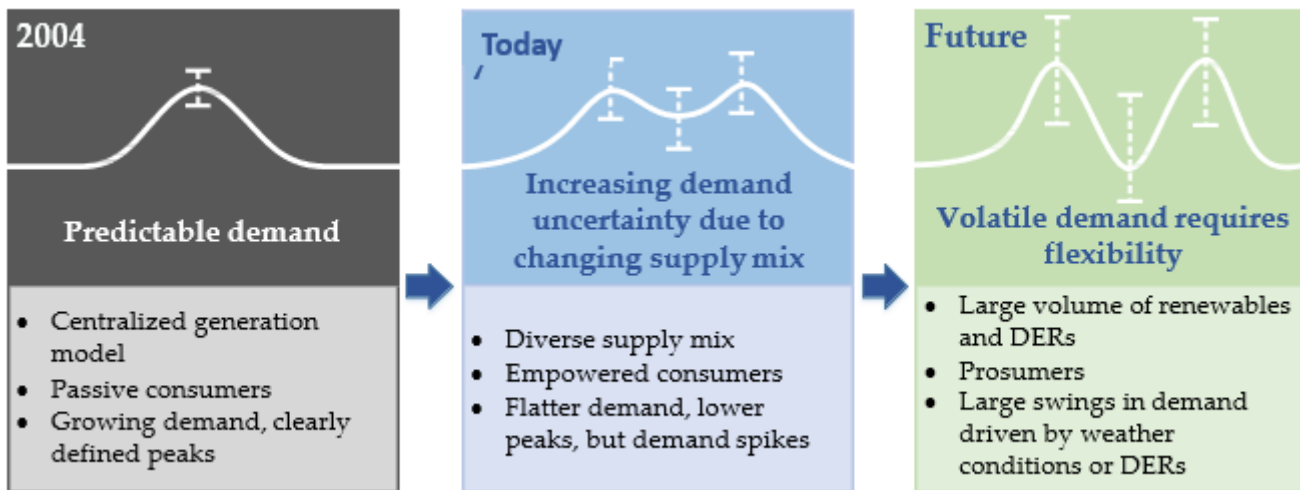 2004
Predictable demand
• Centralized generation
model
• Passive consumers
• Growing demand, clearly
defined peaks
Today
Increasing demand
uncertainty due to
changing supply mix
• Diverse supply mix
• Empowered consumers
• Flatter demand, lower
peaks, but demand spikes
Future
Volatile demand requires
flexibility
• Large volume of renewables
and DERs
• Prosumers
• Large swings in demand
driven by weather
conditions or DERs